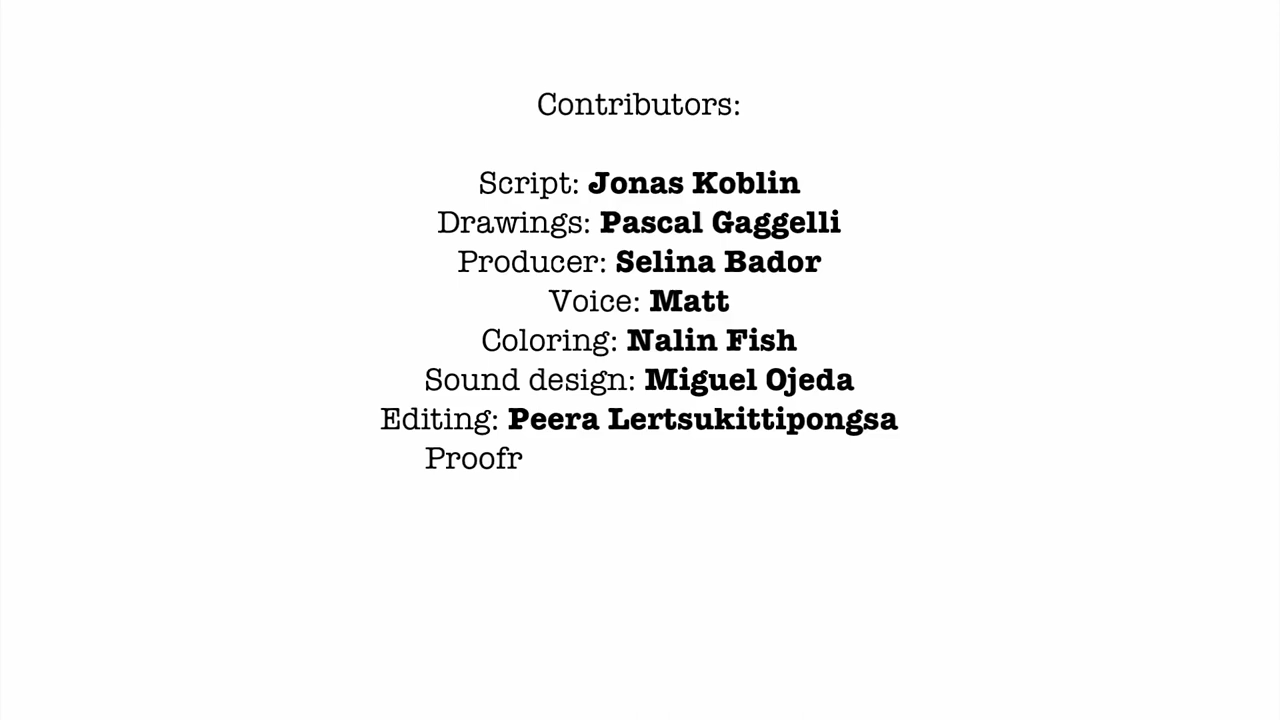 Contributors:
Script: Jonas Koblin
Drawings: Pascal Gaggelli
Producer: Selina Bador
Voice: Matt
Coloring: Nalin Fish
Sound design: Miguel Ojeda
Editing: Peera Lertsukittipongsa
Proofr